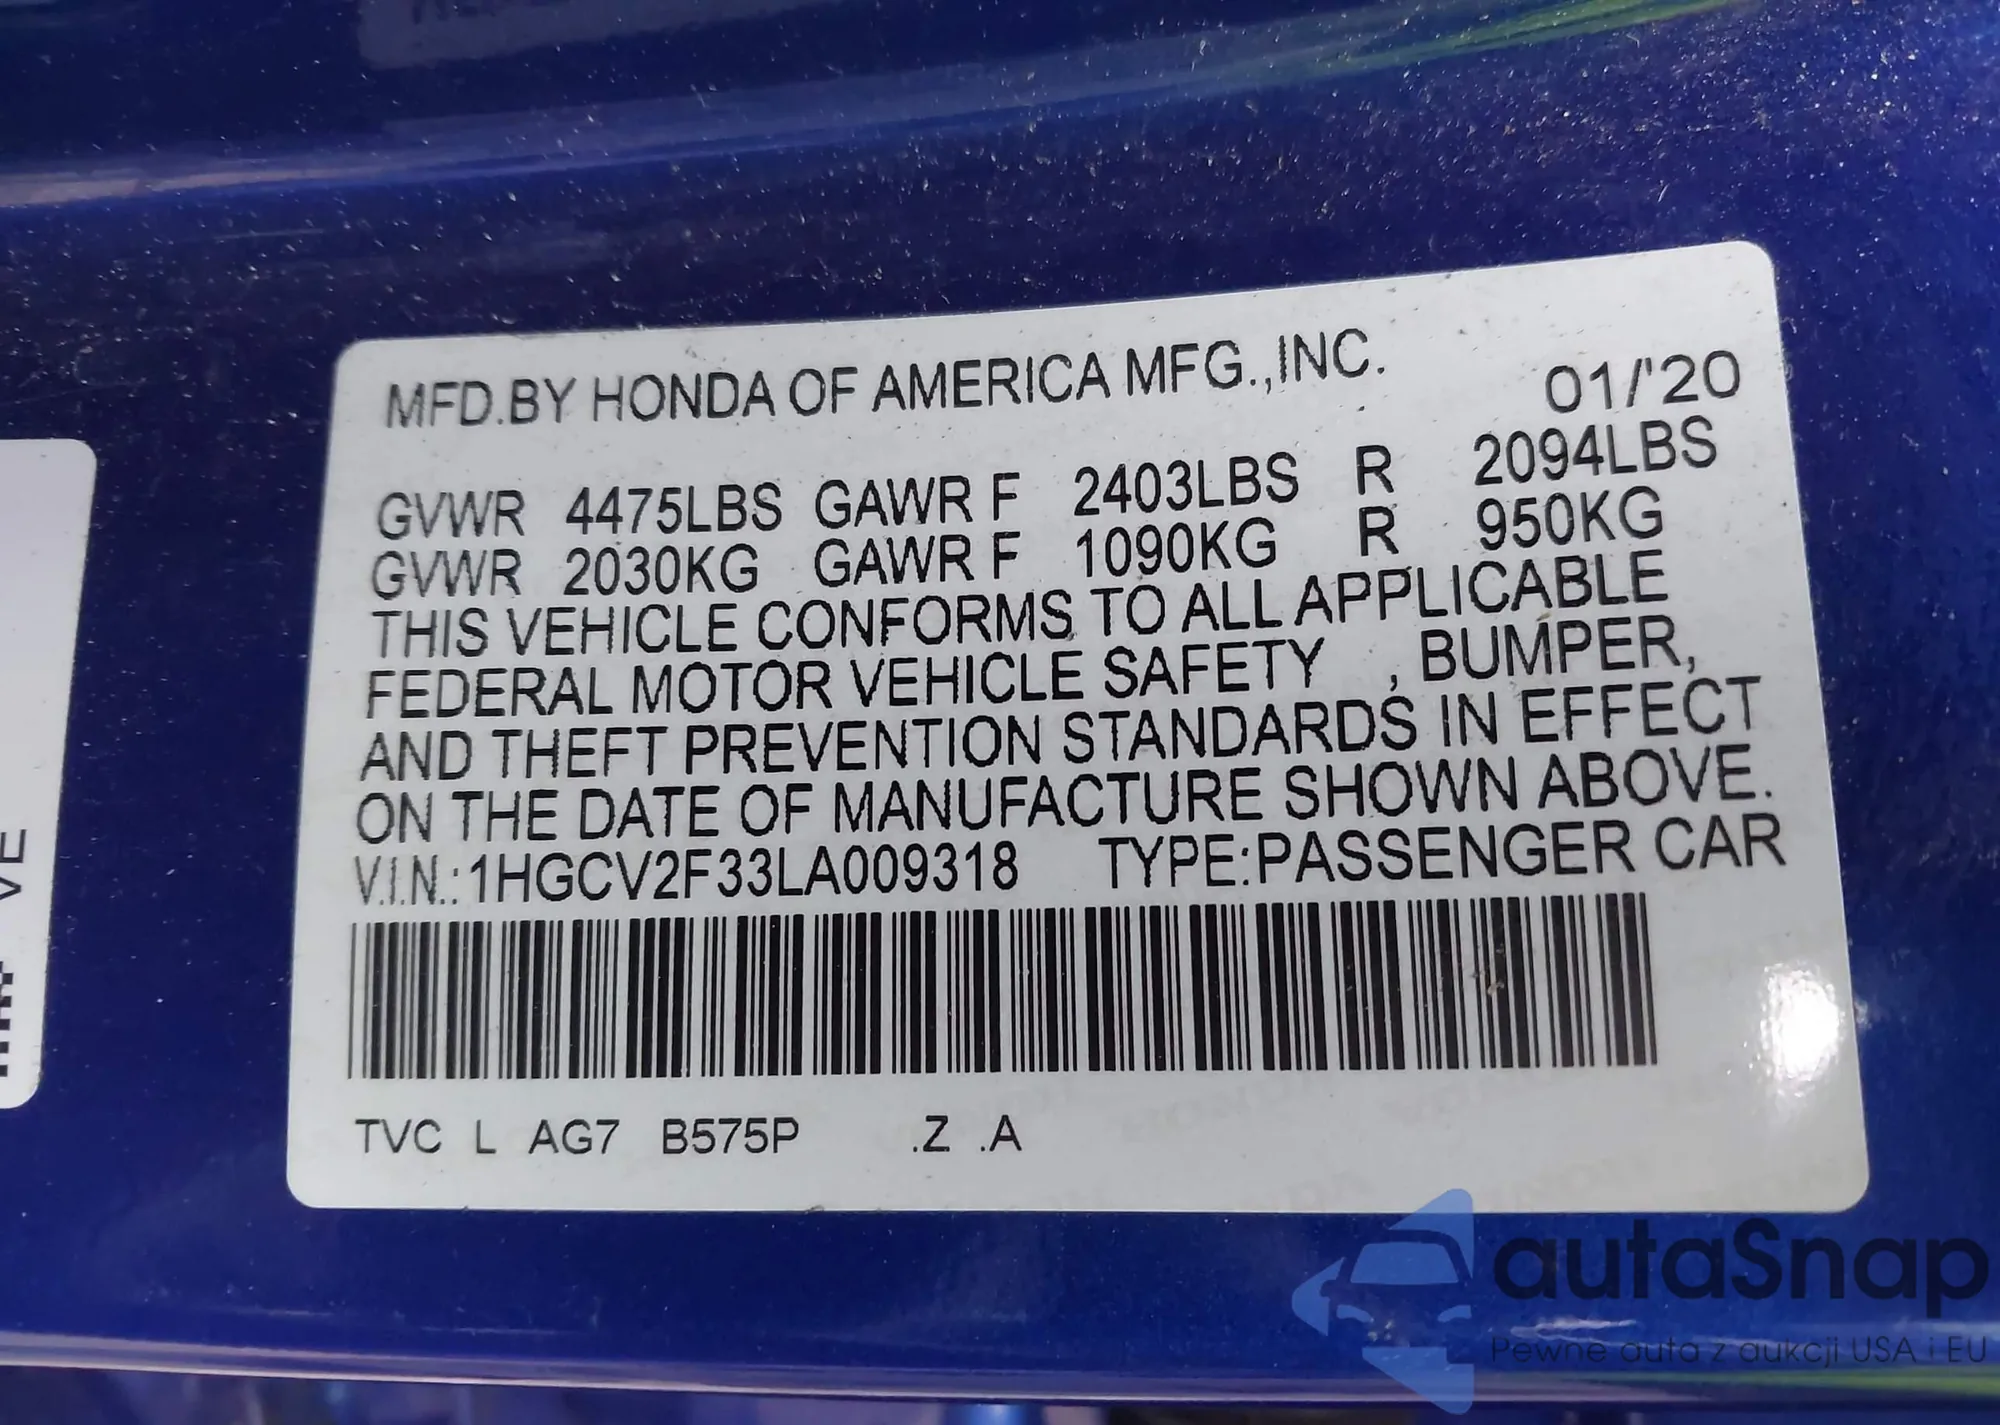 MFD.BY HONDA OF AMERICA MFG.,INC.
01/'20
GVWR 4475LBS GAWR F 2403LBS R 2094LBS
GVWR 2030KG GAWR F 1090KG R 950KG
THIS VEHICLE CONFORMS TO ALL APPLICABLE
FEDERAL MOTOR VEHICLE SAFETY , BUMPER,
AND THEFT PREVENTION STANDARDS IN EFFECT
ON THE DATE OF MANUFACTURE SHOWN ABOVE.
V.I.N.:1HGCV2F33LA009318 TYPE:PASSENGER CAR
TVC L AG7 B575P .Z .A
VE
autaSnap
Pewne auta z aukcji USA i EU